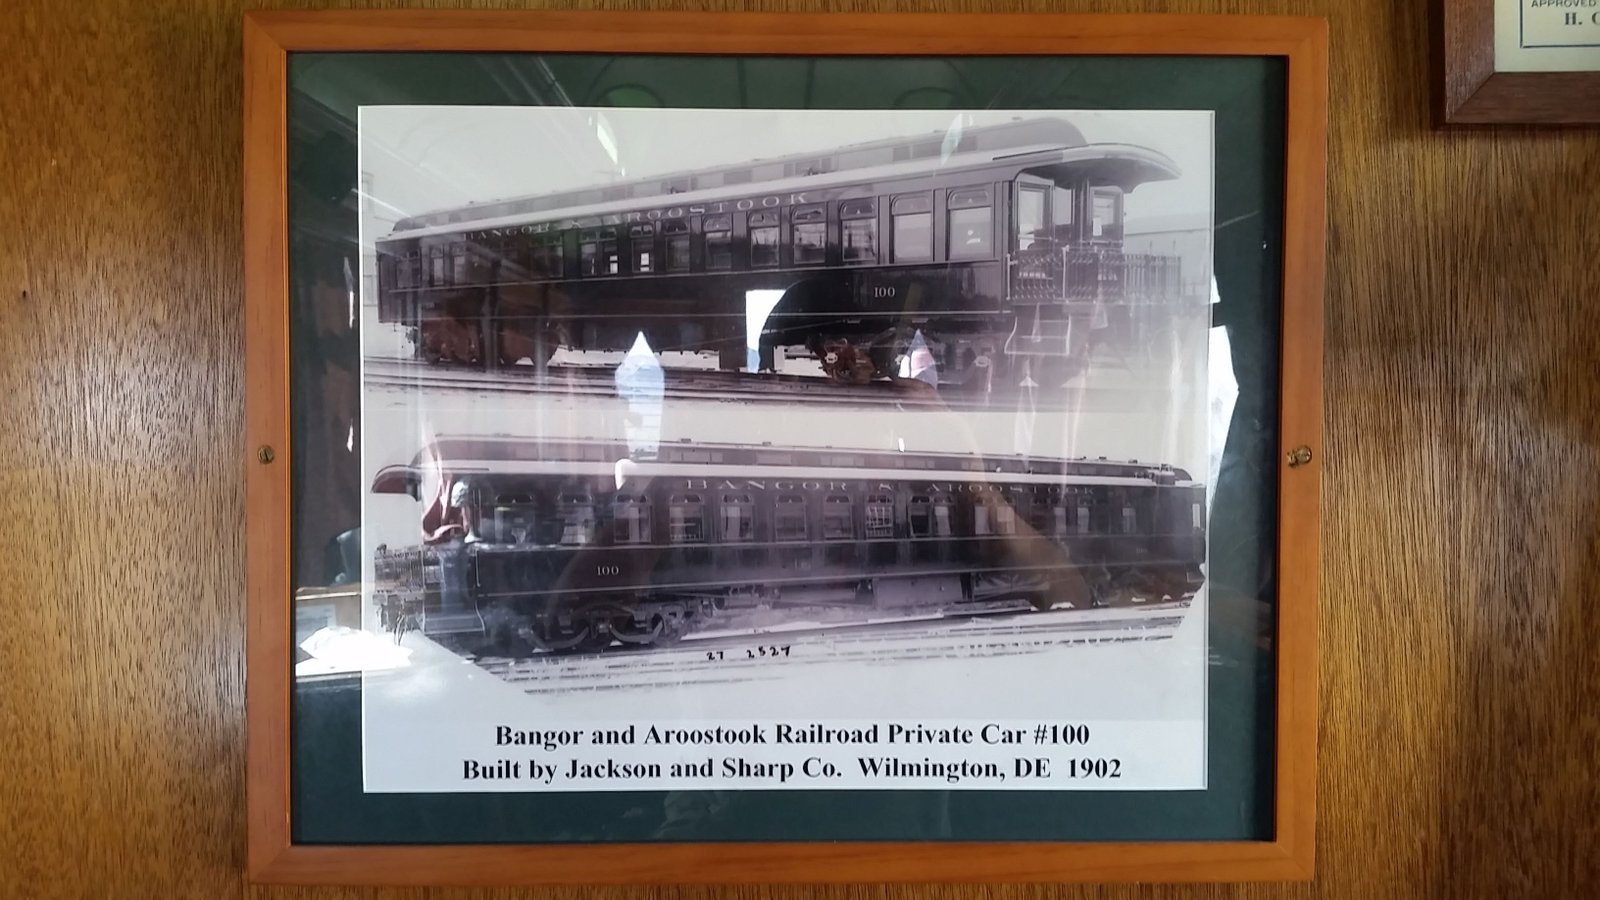 APPROVED
H.
BANGOR & AROOSTOOK
100
BANGOR & AROOSTOOK
100
27 2527
Bangor and Aroostook Railroad Private Car #100
Built by Jackson and Sharp Co. Wilmington, DE 1902